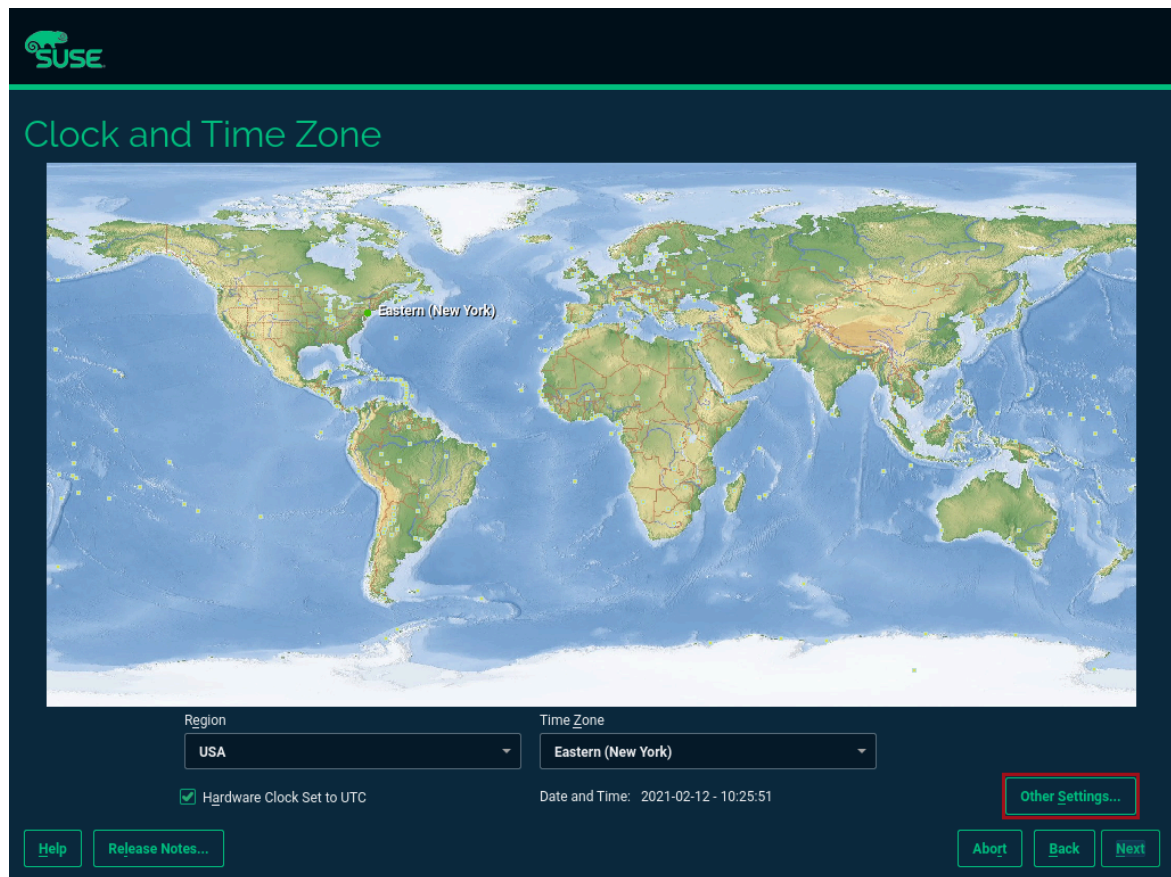 SUSE
Clock and Time Zone
Eastern (New York)
Region
Time Zone
USA
Eastern (New York)
Hardware Clock Set to UTC
Date and Time: 2021-02-12 - 10:25:51
Other Settings...
Help
Release Notes...
Abort
Back
Next